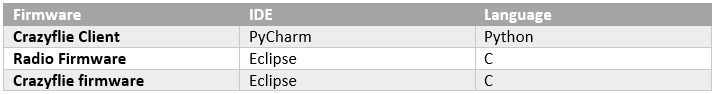 Firmware IDE Language
Crazyflie Client PyCharm Python
Radio Firmware Eclipse C
Crazyflie firmware Eclipse C